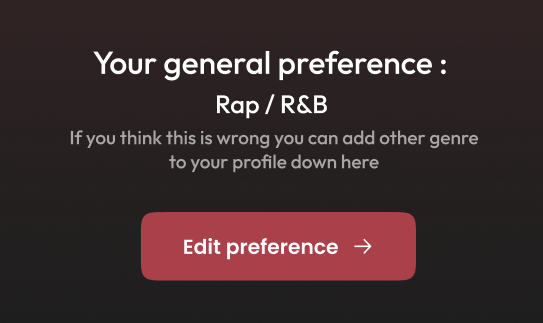 Your general preference :
Rap / R&B
If you think this is wrong you can add other genre
to your profile down here
Edit preference →